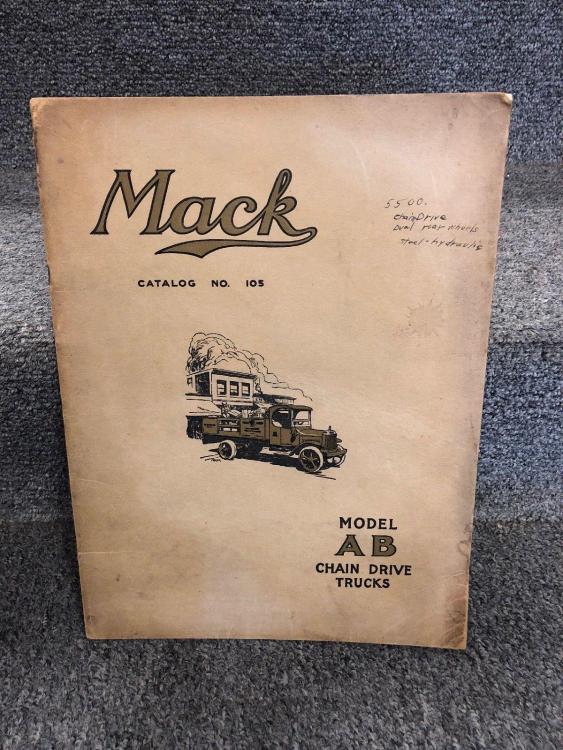 Mack
5500.
chain Drive
Dual rear wheels
steel-hydraulic
CATALOG NO. 105
MODEL
AB
CHAIN DRIVE
TRUCKS